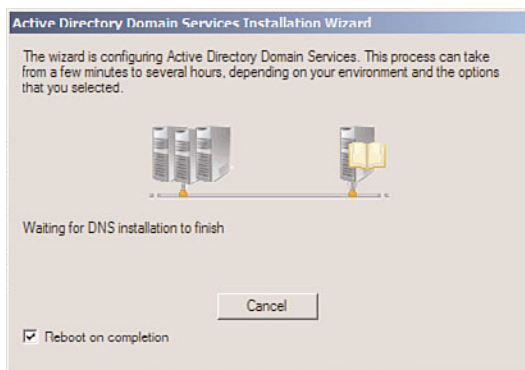 Active Directory Domain Services Installation Wizard
The wizard is configuring Active Directory Domain Services. This process can take
from a few minutes to several hours, depending on your environment and the options
that you selected.
Waiting for DNS installation to finish
Cancel
Reboot on completion